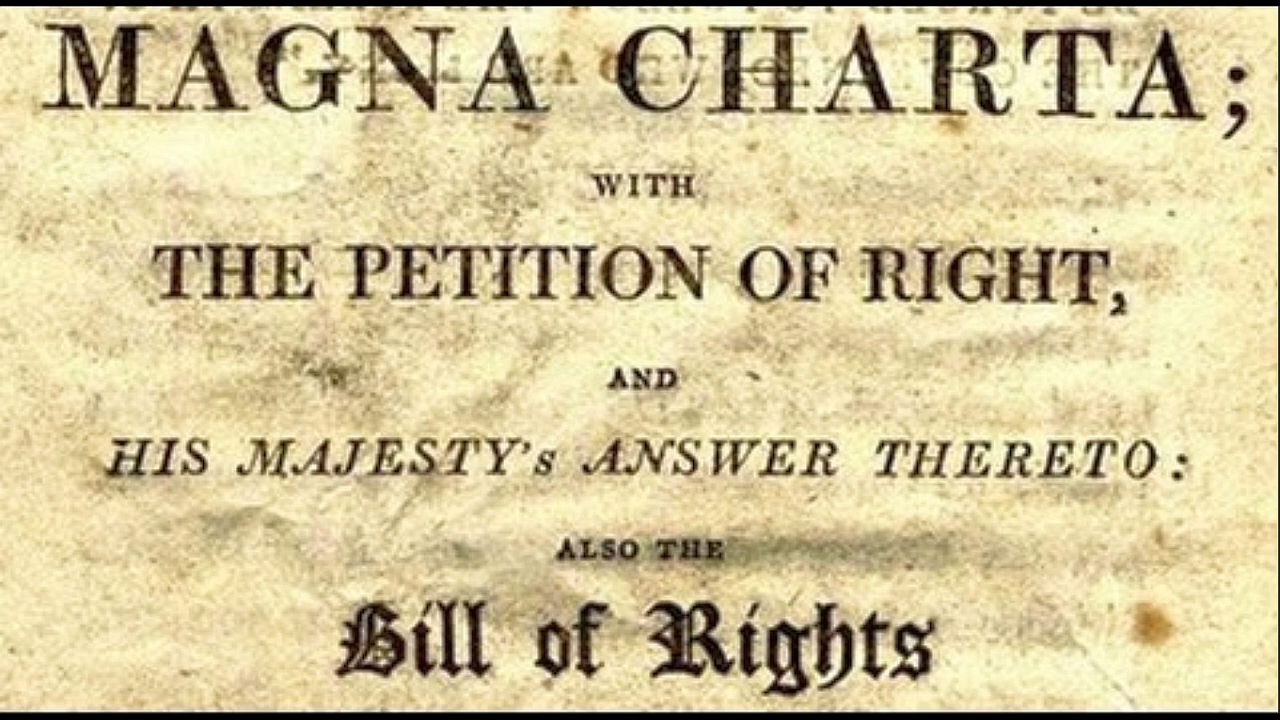 MAGNA CHARTA;
WITH
THE PETITION OF RIGHT,
AND
HIS MAJESTY's ANSWER THERETO:
ALSO THE
Bill of Rights